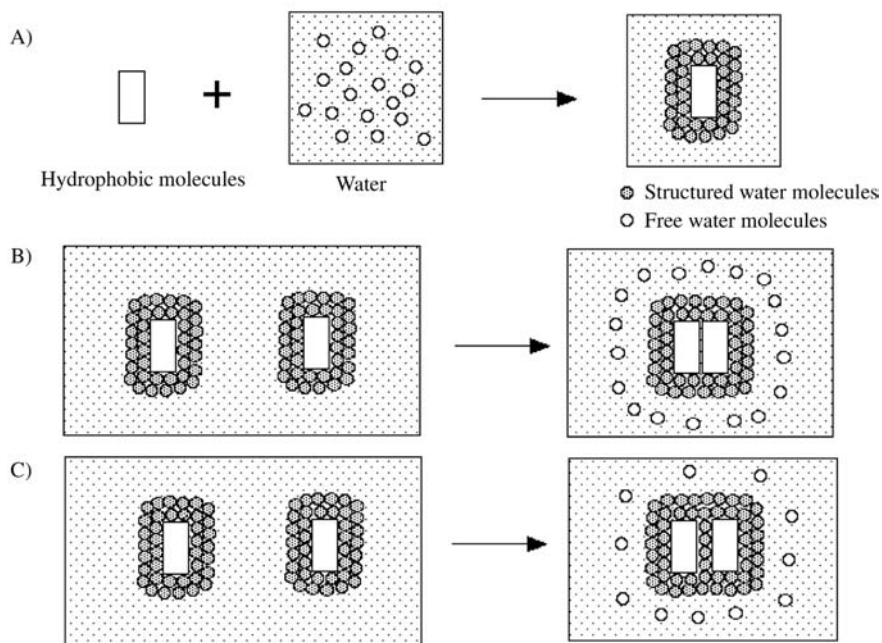 A)
Hydrophobic molecules
Water
Structured water molecules
Free water molecules
B)
C)